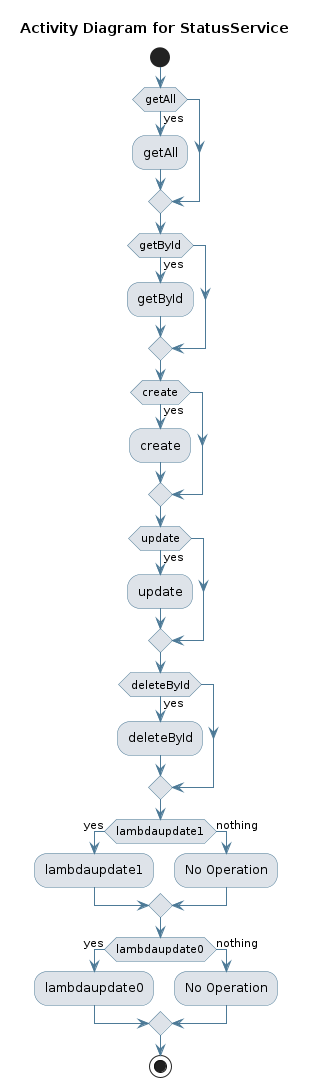 Activity Diagram for StatusService
getAll
yes
getAll
getById
yes
getById
create
yes
create
update
yes
update
deleteById
yes
deleteById
yes
lambdaupdate1
nothing
lambdaupdate1
No Operation
yes
lambdaupdate0
nothing
lambdaupdate0
No Operation